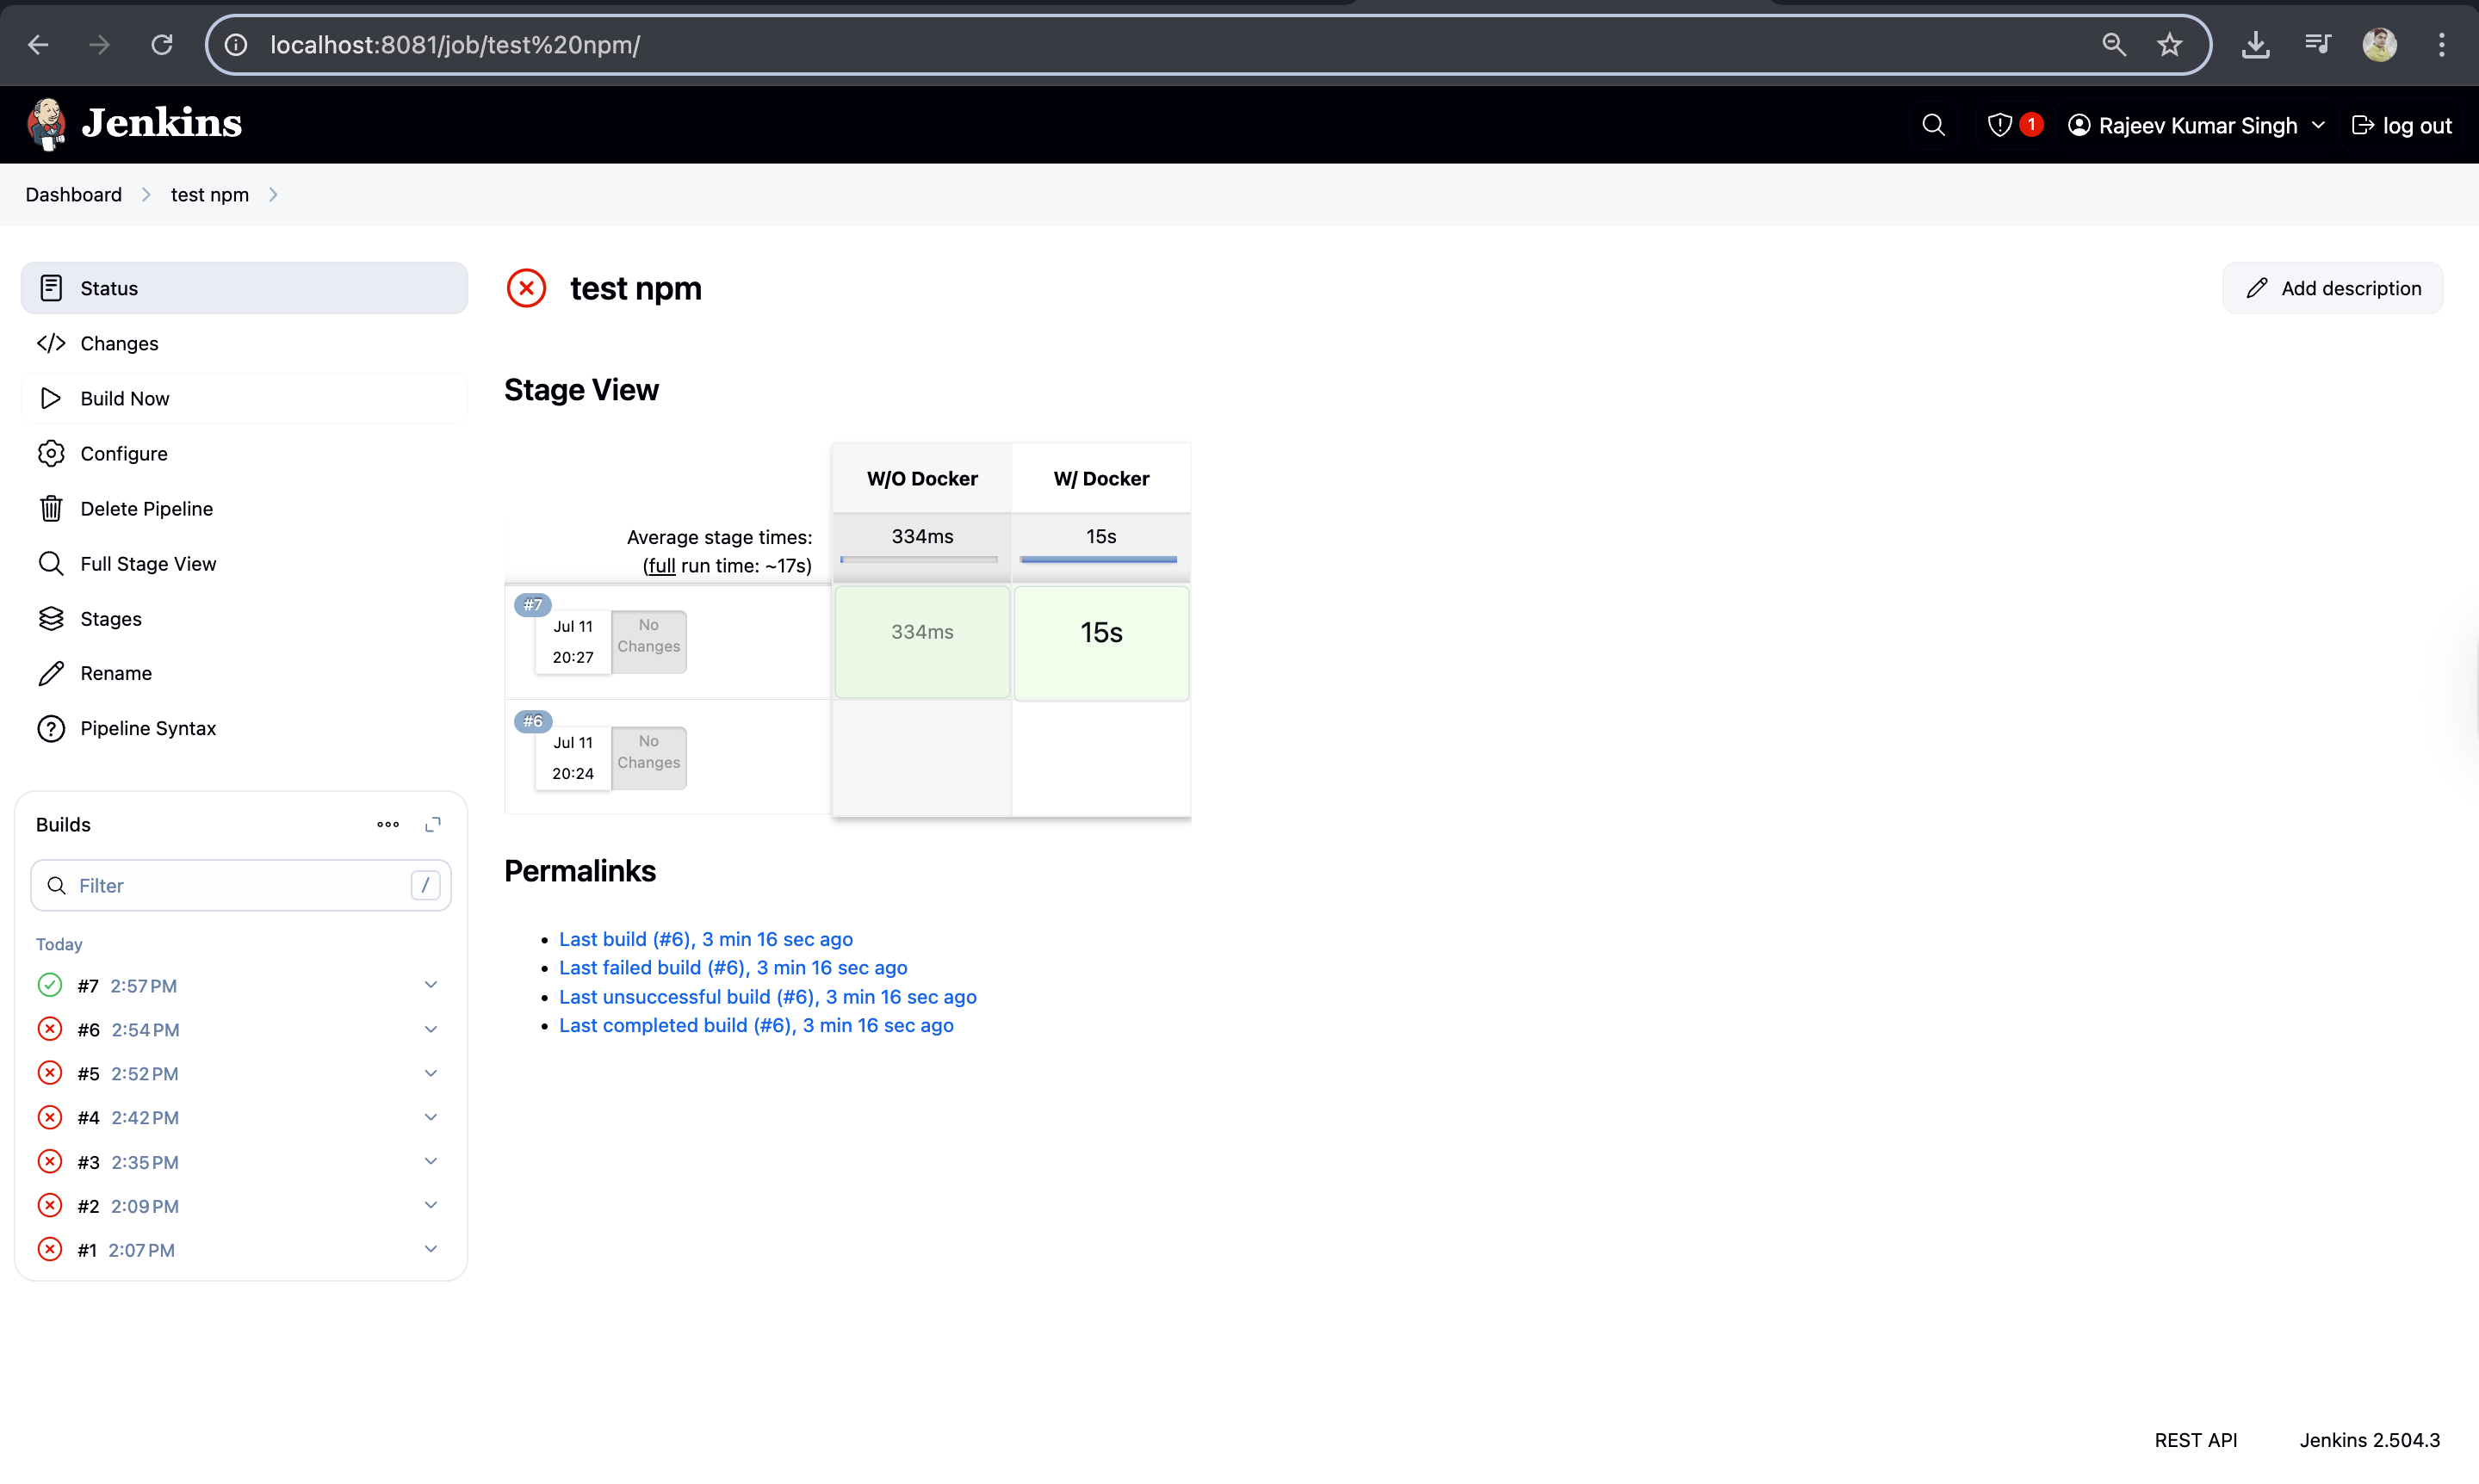 localhost:8081/job/test%20npm/
Jenkins
1
Rajeev Kumar Singh
log out
Dashboard
test npm
Status
Changes
Build Now
Configure
Delete Pipeline
Full Stage View
Stages
Rename
Pipeline Syntax
Builds
Filter
/
Today
#7 2:57 PM
#6 2:54 PM
#5 2:52 PM
#4 2:42 PM
#3 2:35 PM
#2 2:09 PM
#1 2:07 PM
test npm
Add description
Stage View
W/O Docker
W/ Docker
Average stage times:
(full run time: ~17s)
334ms
15s
#7
Jul 11
20:27
No
Changes
334ms
15s
#6
Jul 11
20:24
No
Changes
Permalinks
Last build (#6), 3 min 16 sec ago
Last failed build (#6), 3 min 16 sec ago
Last unsuccessful build (#6), 3 min 16 sec ago
Last completed build (#6), 3 min 16 sec ago
REST API
Jenkins 2.504.3